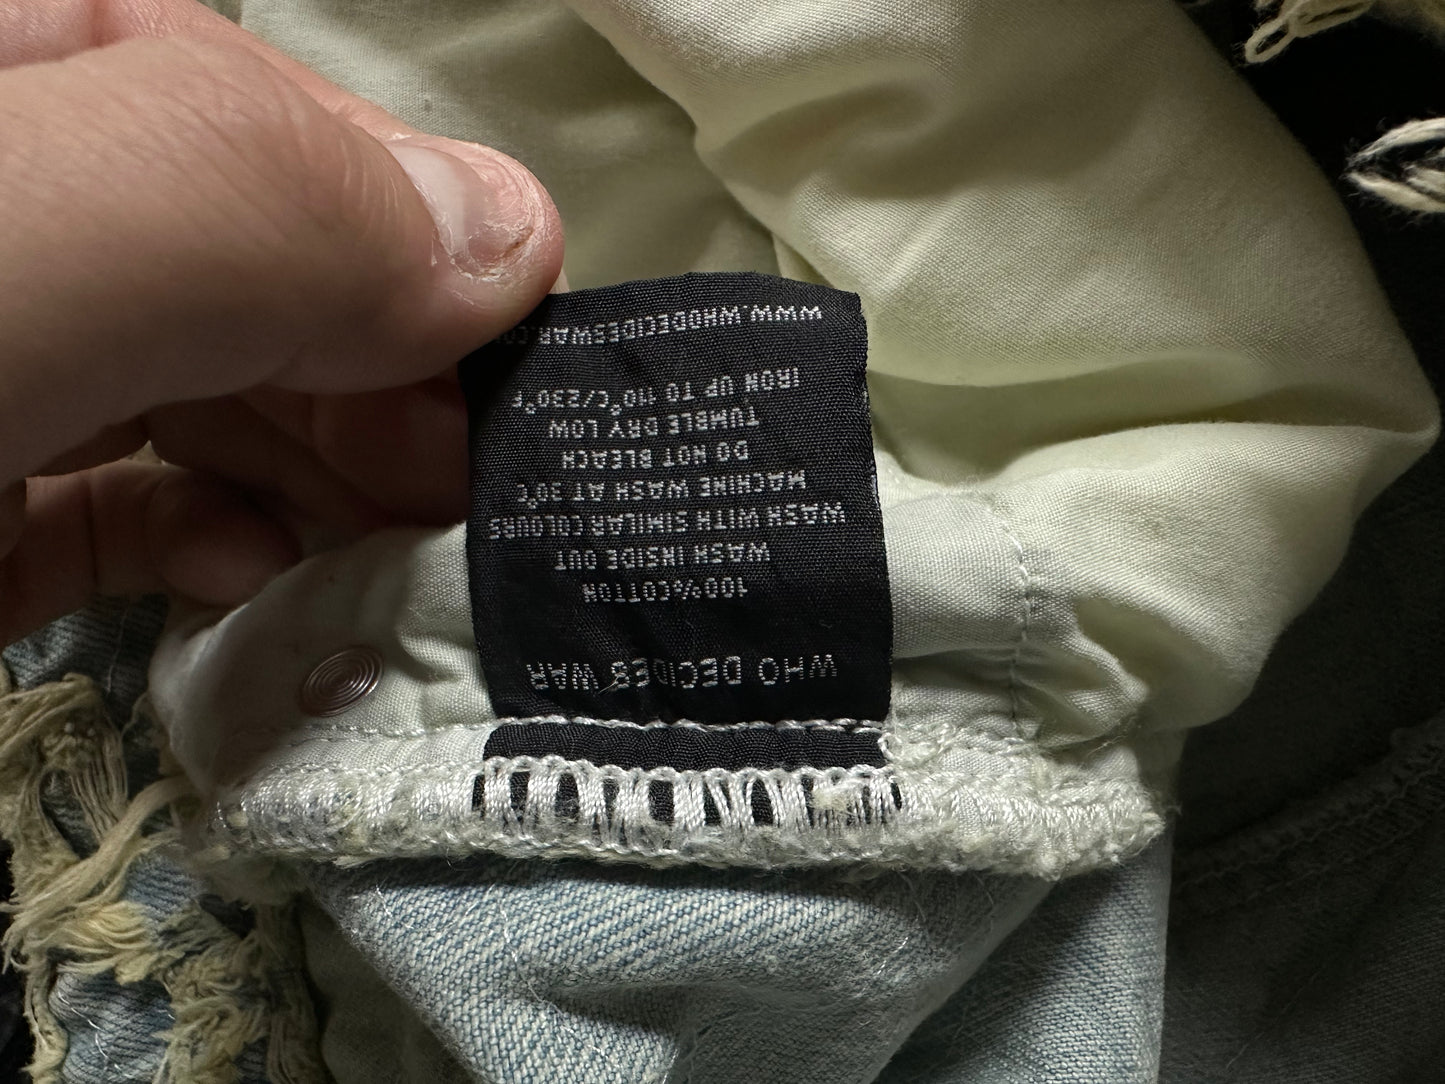 WHO DECIDES WAR
100%COTTON
WASH INSIDE OUT
WASH WITH SIMILAR COLOURS
MACHINE WASH AT 30°C
DO NOT BLEACH
TUMBLE DRY LOW
IRON UP TO 110°C/230°F
WWW.WHODECIDESWAR.CO